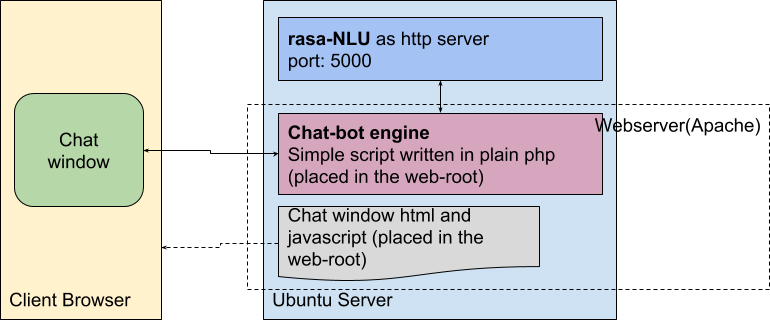 rasa-NLU as http server
port: 5000
Chat-bot engine
Simple script written in plain php
(placed in the web-root)
Webserver(Apache)
Chat
window
Chat window html and
javascript (placed in the
web-root)
Client Browser
Ubuntu Server